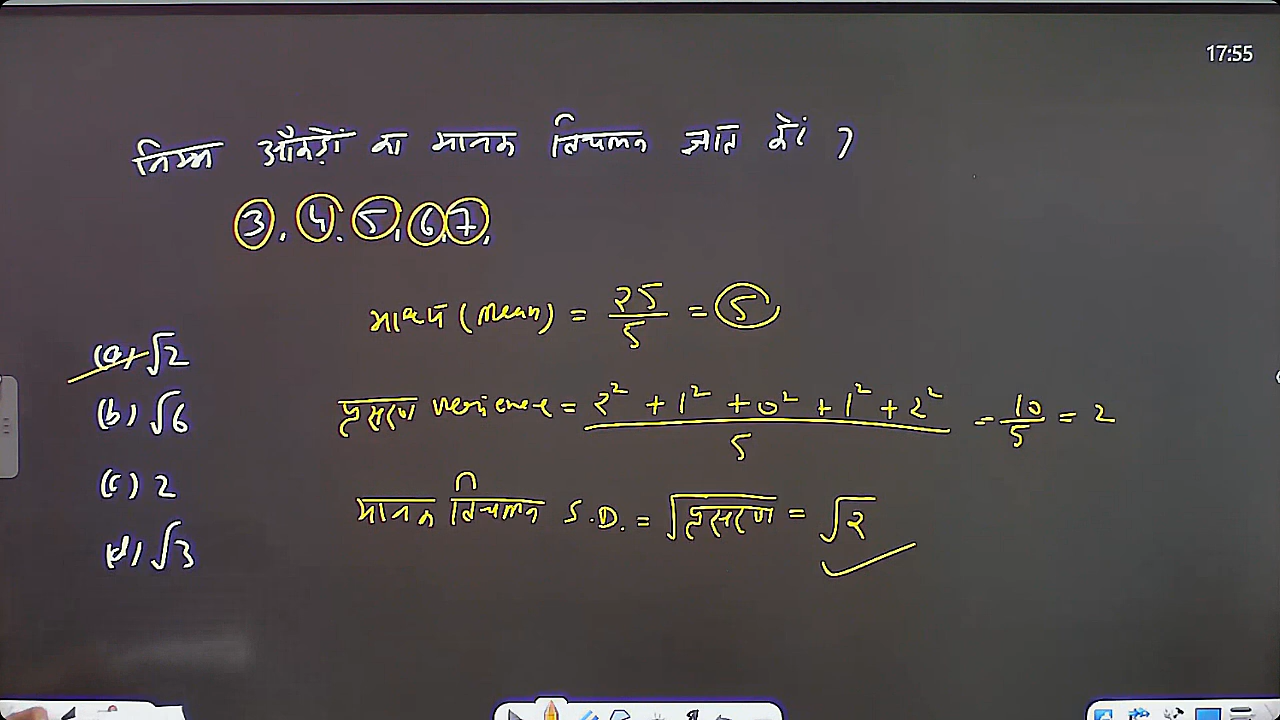 17:55
निम्न आँकड़ों का मानक विचलन ज्ञात करें ?
3, 4, 5, 6, 7,
माध्य (mean) = 25/5 = 5
(a) √2
प्रसरण verience = 2² + 1² + 0² + 1² + 2² / 5 = 10/5 = 2
(b) √6
(c) 2
मानक विचलन S.D. = √प्रसरण = √2
(d) √3